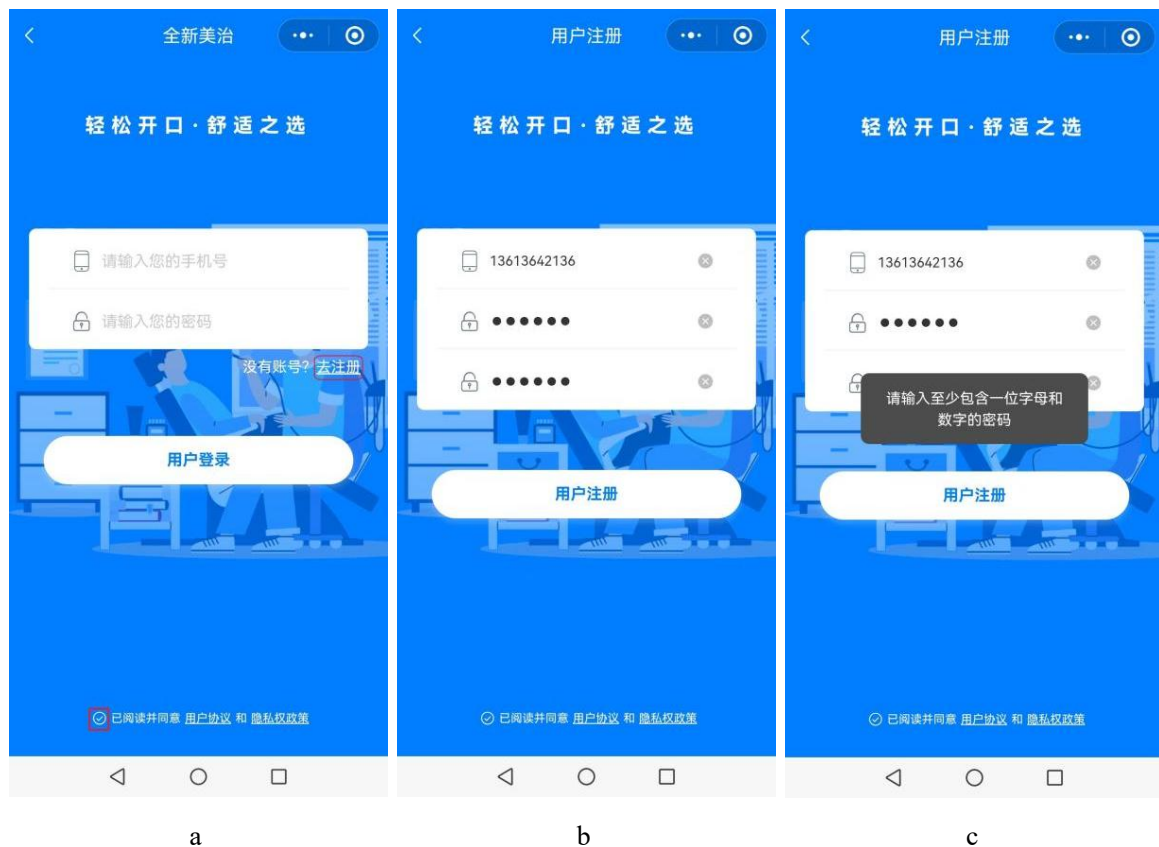 全新美治
轻松开口·舒适之选
请输入您的手机号
请输入您的密码
没有账号? 去注册
用户登录
已阅读并同意 用户协议 和 隐私权政策
a
用户注册
轻松开口·舒适之选
13613642136
●●●●●●
●●●●●●
用户注册
已阅读并同意 用户协议 和 隐私权政策
b
用户注册
轻松开口·舒适之选
13613642136
●●●●●●
请输入至少包含一位字母和
数字的密码
用户注册
已阅读并同意 用户协议 和 隐私权政策
c